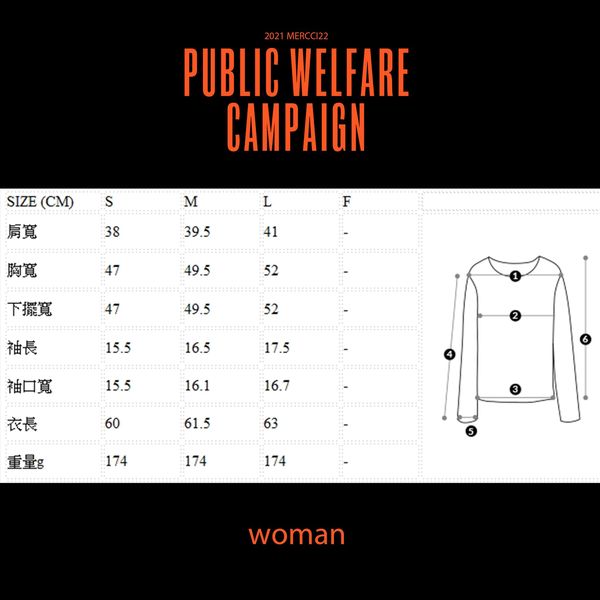 2021 MERCCI22
PUBLIC WELFARE
CAMPAIGN
SIZE (CM) S M L F
肩寬 38 39.5 41 -
胸寬 47 49.5 52 -
下擺寬 47 49.5 52 -
袖長 15.5 16.5 17.5 -
袖口寬 15.5 16.1 16.7 -
衣長 60 61.5 63 -
重量g 174 174 174 -
1
2
3
4
5
6
woman